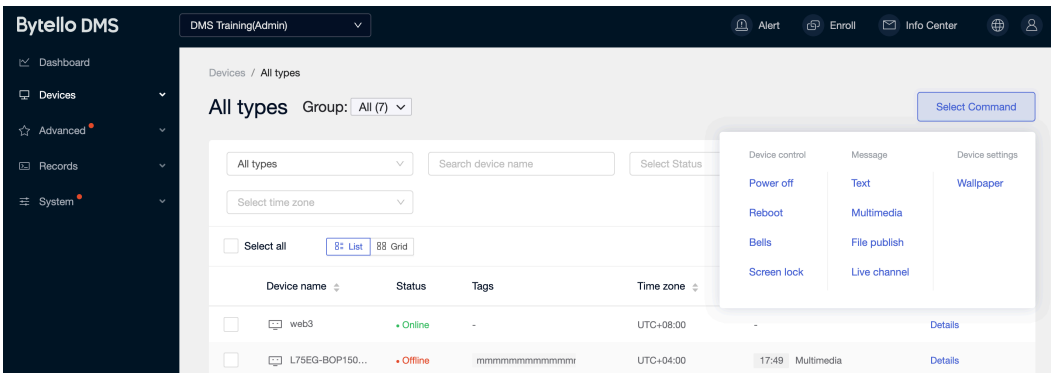 Bytello DMS
DMS Training(Admin)
Alert
Enroll
Info Center
Dashboard
Devices
Advanced
Records
System
Devices / All types
All types Group: All (7)
Select Command
All types
Search device name
Select Status
Select time zone
Device control
Power off
Reboot
Bells
Screen lock
Message
Text
Multimedia
File publish
Live channel
Device settings
Wallpaper
Select all
List
Grid
Device name Status Tags Time zone
web3 • Online - UTC+08:00 - Details
L75EG-BOP150... • Offline mmmmmmmmmmmm UTC+04:00 17:49 Multimedia Details